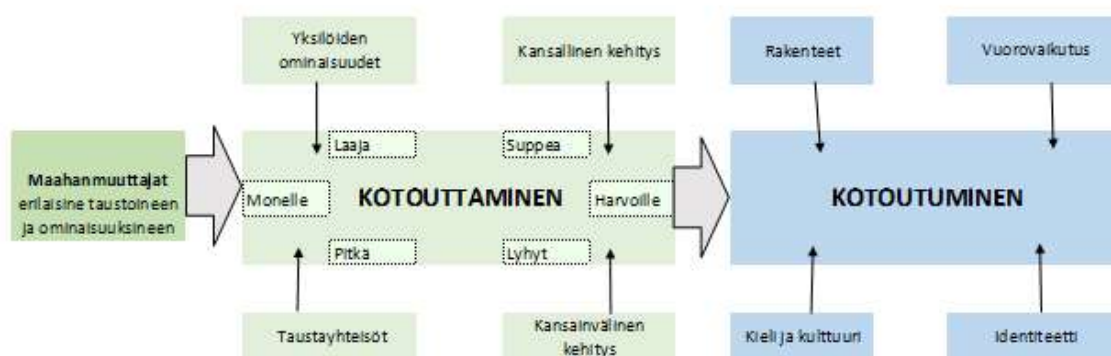 Yksilöiden
ominaisuudet
Kansallinen kehitys
Rakenteet
Vuorovaikutus
Maahanmuuttajat
erilaisine taustoineen
ja ominaisuuksineen
Laaja
Suppea
Monelle
KOTOUTTAMINEN
Harvoille
Pitkä
Lyhyt
KOTOUTUMINEN
Taustayhteisöt
Kansainvälinen
kehitys
Kieli ja kulttuuri
Identiteetti